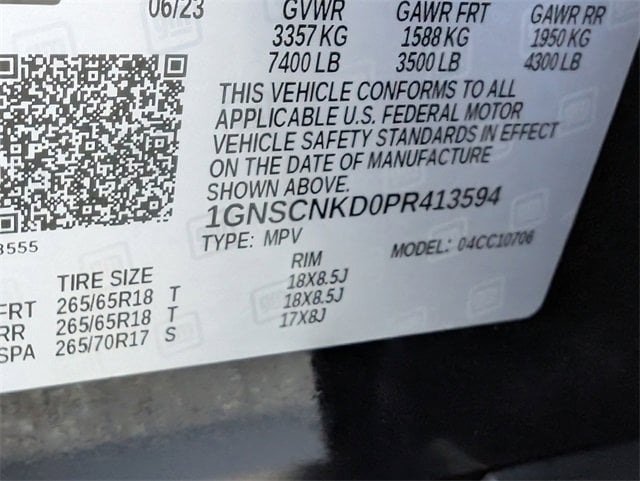 06/23 GVWR GAWR FRT GAWR RR
3357 KG 1588 KG 1950 KG
7400 LB 3500 LB 4300 LB
THIS VEHICLE CONFORMS TO ALL
APPLICABLE U.S. FEDERAL MOTOR
VEHICLE SAFETY STANDARDS IN EFFECT
ON THE DATE OF MANUFACTURE
SHOWN ABOVE.
1GNSCNKD0PR413594
3555
TYPE: MPV MODEL: 04CC10706
TIRE SIZE RIM
FRT 265/65R18 T 18X8.5J
RR 265/65R18 T 18X8.5J
SPA 265/70R17 S 17X8J